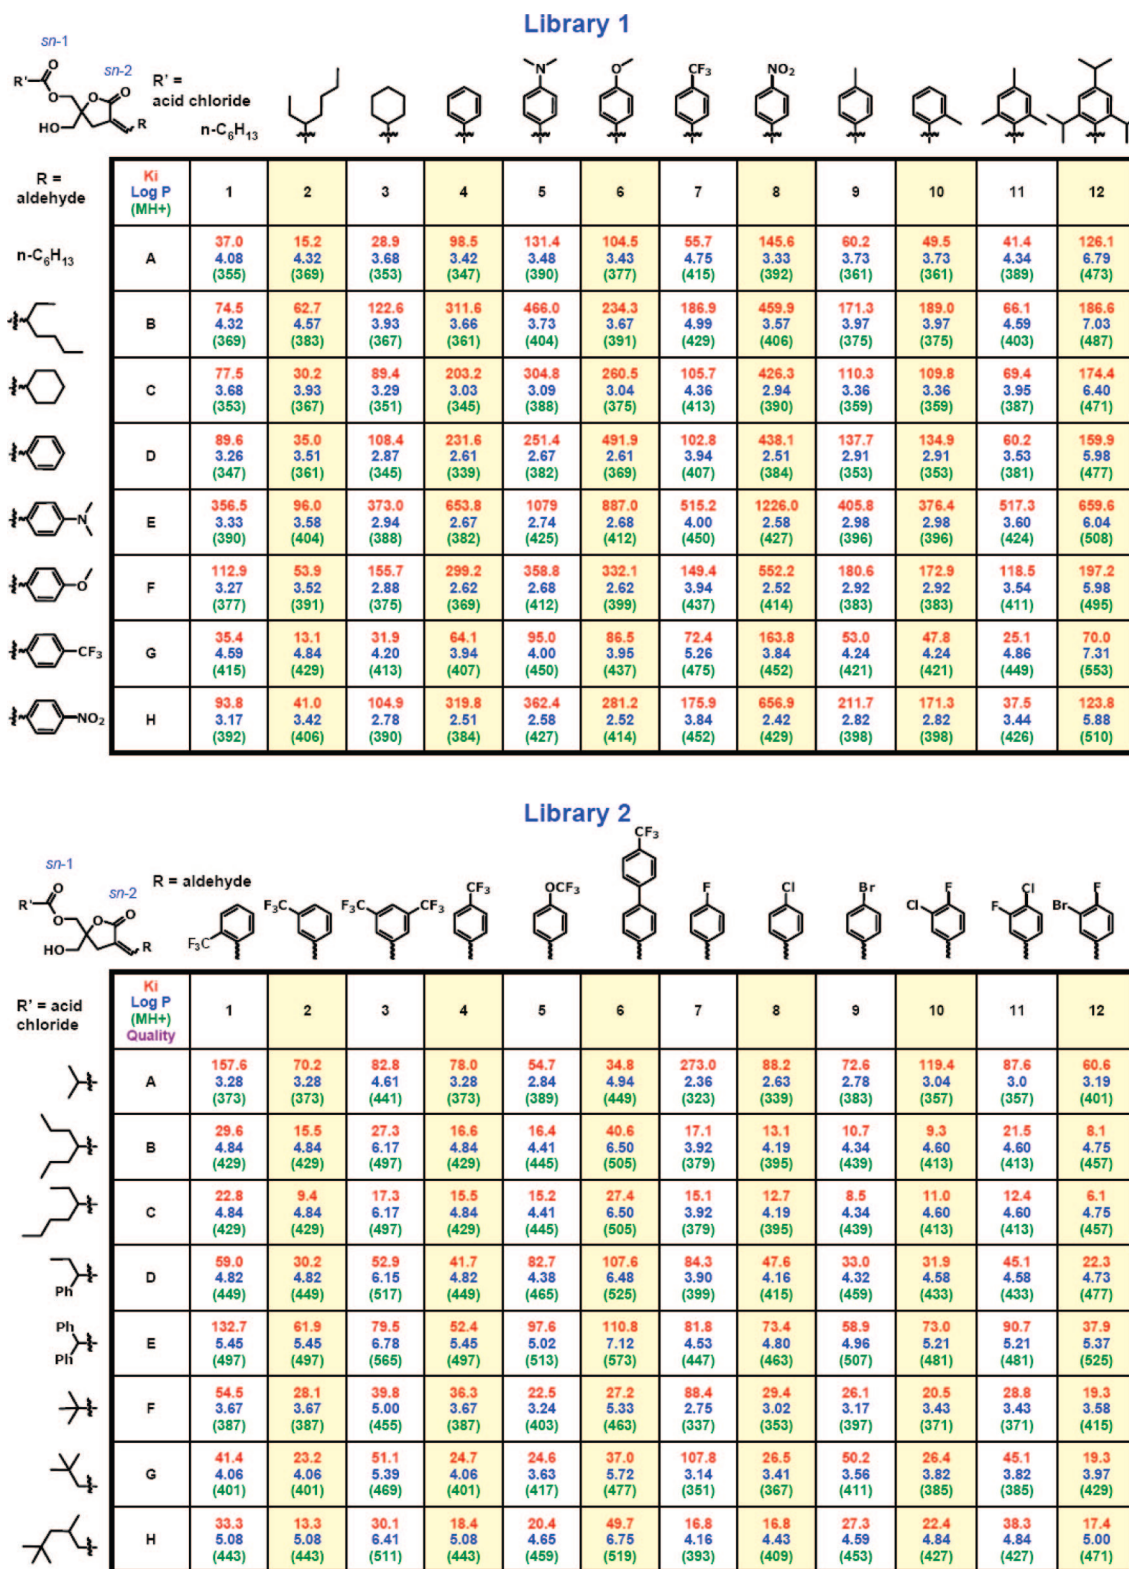 Library 1
sn-1
sn-2
R'
O
O
O
O
HO
R
R' =
acid chloride
n-C6H13
N
O
CF3
NO2
R =
aldehyde
Ki
Log P
(MH+)
1 2 3 4 5 6 7 8 9 10 11 12
n-C6H13
A
37.0 15.2 28.9 98.5 131.4 104.5 55.7 145.6 60.2 49.5 41.4 126.1
4.08 4.32 3.68 3.42 3.48 3.43 4.75 3.33 3.73 3.73 4.34 6.79
(355) (369) (353) (347) (390) (377) (415) (392) (361) (361) (389) (473)
B
74.5 62.7 122.6 311.6 466.0 234.3 186.9 459.9 171.3 189.0 66.1 186.6
4.32 4.57 3.93 3.66 3.73 3.67 4.99 3.57 3.97 3.97 4.59 7.03
(369) (383) (367) (361) (404) (391) (429) (406) (375) (375) (403) (487)
C
77.5 30.2 89.4 203.2 304.8 260.5 105.7 426.3 110.3 109.8 69.4 174.4
3.68 3.93 3.29 3.03 3.09 3.04 4.36 2.94 3.36 3.36 3.95 6.40
(353) (367) (351) (345) (388) (375) (413) (390) (359) (359) (387) (471)
D
89.6 35.0 108.4 231.6 251.4 491.9 102.8 438.1 137.7 134.9 60.2 159.9
3.26 3.51 2.87 2.61 2.67 2.61 3.94 2.51 2.91 2.91 3.53 5.98
(347) (361) (345) (339) (382) (369) (407) (384) (353) (353) (381) (477)
N
E
356.5 96.0 373.0 653.8 1079 887.0 515.2 1226.0 405.8 376.4 517.3 659.6
3.33 3.58 2.94 2.67 2.74 2.68 4.00 2.58 2.98 2.98 3.60 6.04
(390) (404) (388) (382) (425) (412) (450) (427) (396) (396) (424) (508)
O
F
112.9 53.9 155.7 299.2 358.8 332.1 149.4 552.2 180.6 172.9 118.5 197.2
3.27 3.52 2.88 2.62 2.68 2.62 3.94 2.52 2.92 2.92 3.54 5.98
(377) (391) (375) (369) (412) (399) (437) (414) (383) (383) (411) (495)
CF3
G
35.4 13.1 31.9 64.1 95.0 86.5 72.4 163.8 53.0 47.8 25.1 70.0
4.59 4.84 4.20 3.94 4.00 3.95 5.26 3.84 4.24 4.24 4.86 7.31
(415) (429) (413) (407) (450) (437) (475) (452) (421) (421) (449) (553)
NO2
H
93.8 41.0 104.9 319.8 362.4 281.2 175.9 656.9 211.7 171.3 37.5 123.8
3.17 3.42 2.78 2.51 2.58 2.52 3.84 2.42 2.82 2.82 3.44 5.88
(392) (406) (390) (384) (427) (414) (452) (429) (398) (398) (426) (510)
Library 2
sn-1
sn-2
R'
O
O
O
O
HO
R
R = aldehyde
F3C
F3C
F3C CF3
CF3
OCF3
CF3
F
Cl
Br
Cl F
F Cl
Br F
R' = acid
chloride
Ki
Log P
(MH+)
Quality
1 2 3 4 5 6 7 8 9 10 11 12
A
157.6 70.2 82.8 78.0 54.7 34.8 273.0 88.2 72.6 119.4 87.6 60.6
3.28 3.28 4.61 3.28 2.84 4.94 2.36 2.63 2.78 3.04 3.0 3.19
(373) (373) (441) (373) (389) (449) (323) (339) (383) (357) (357) (401)
B
29.6 15.5 27.3 16.6 16.4 40.6 17.1 13.1 10.7 9.3 21.5 8.1
4.84 4.84 6.17 4.84 4.41 6.50 3.92 4.19 4.34 4.60 4.60 4.75
(429) (429) (497) (429) (445) (505) (379) (395) (439) (413) (413) (457)
C
22.8 9.4 17.3 15.5 15.2 27.4 15.1 12.7 8.5 11.0 12.4 6.1
4.84 4.84 6.17 4.84 4.41 6.50 3.92 4.19 4.34 4.60 4.60 4.75
(429) (429) (497) (429) (445) (505) (379) (395) (439) (413) (413) (457)
Ph
D
59.0 30.2 52.9 41.7 82.7 107.6 84.3 47.6 33.0 31.9 45.1 22.3
4.82 4.82 6.15 4.82 4.38 6.48 3.90 4.16 4.32 4.58 4.58 4.73
(449) (449) (517) (449) (465) (525) (399) (415) (459) (433) (433) (477)
Ph
Ph
E
132.7 61.9 79.5 52.4 97.6 110.8 81.8 73.4 58.9 73.0 90.7 37.9
5.45 5.45 6.78 5.45 5.02 7.12 4.53 4.80 4.96 5.21 5.21 5.37
(497) (497) (565) (497) (513) (573) (447) (463) (507) (481) (481) (525)
F
54.5 28.1 39.8 36.3 22.5 27.2 88.4 29.4 26.1 20.5 28.8 19.3
3.67 3.67 5.00 3.67 3.24 5.33 2.75 3.02 3.17 3.43 3.43 3.58
(387) (387) (455) (387) (403) (463) (337) (353) (397) (371) (371) (415)
G
41.4 23.2 51.1 24.7 24.6 37.0 107.8 26.5 50.2 26.4 45.1 19.3
4.06 4.06 5.39 4.06 3.63 5.72 3.14 3.41 3.56 3.82 3.82 3.97
(401) (401) (469) (401) (417) (477) (351) (367) (411) (385) (385) (429)
H
33.3 13.3 30.1 18.4 20.4 49.7 16.8 16.8 27.3 22.4 38.3 17.4
5.08 5.08 6.41 5.08 4.65 6.75 4.16 4.43 4.59 4.84 4.84 5.00
(443) (443) (511) (443) (459) (519) (393) (409) (453) (427) (427) (471)